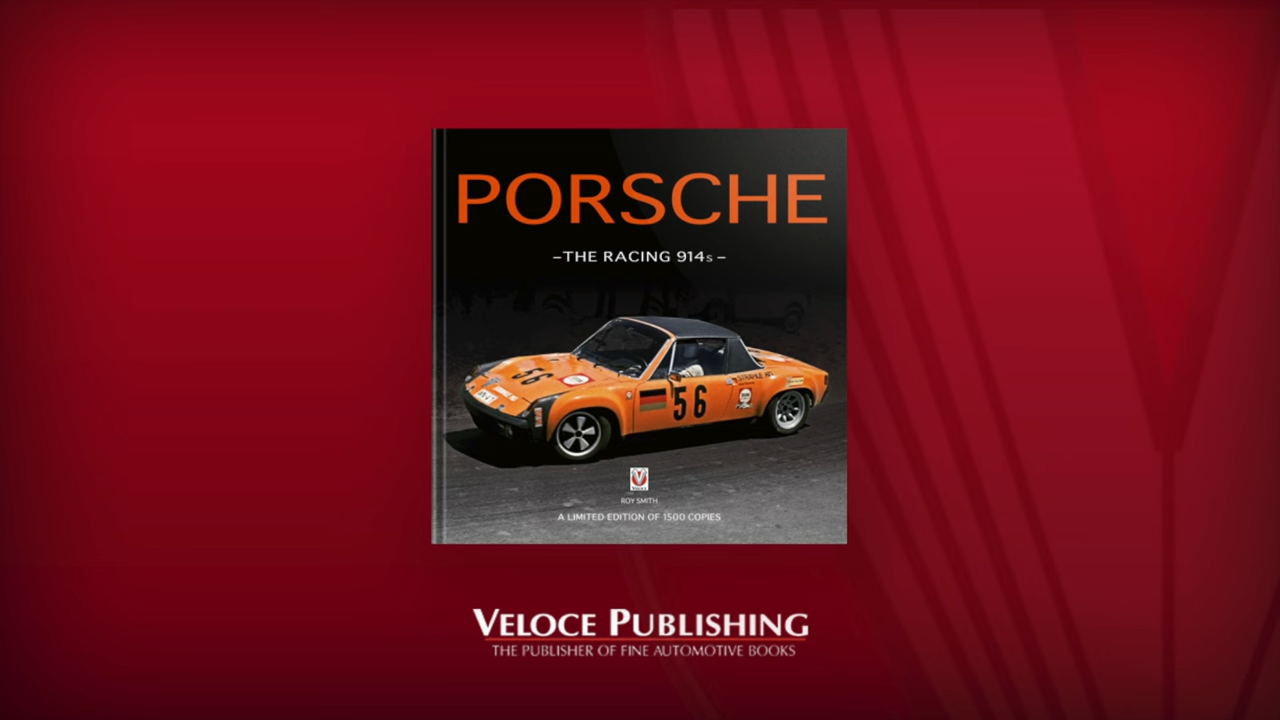 PORSCHE
–THE RACING 914s –
56
56
ROY SMITH
A LIMITED EDITION OF 1500 COPIES
VELOCE PUBLISHING
THE PUBLISHER OF FINE AUTOMOTIVE BOOKS